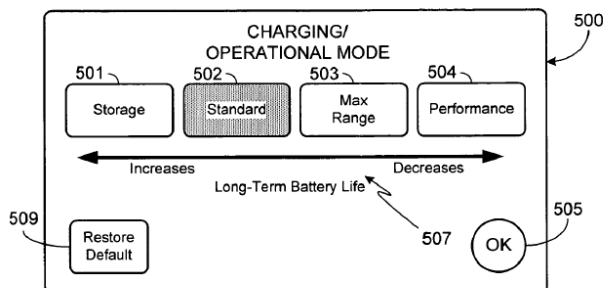 CHARGING/
OPERATIONAL MODE
500
501
502
503
504
Storage
Standard
Max
Range
Performance
Increases
Decreases
Long-Term Battery Life
509
507
505
Restore
Default
OK